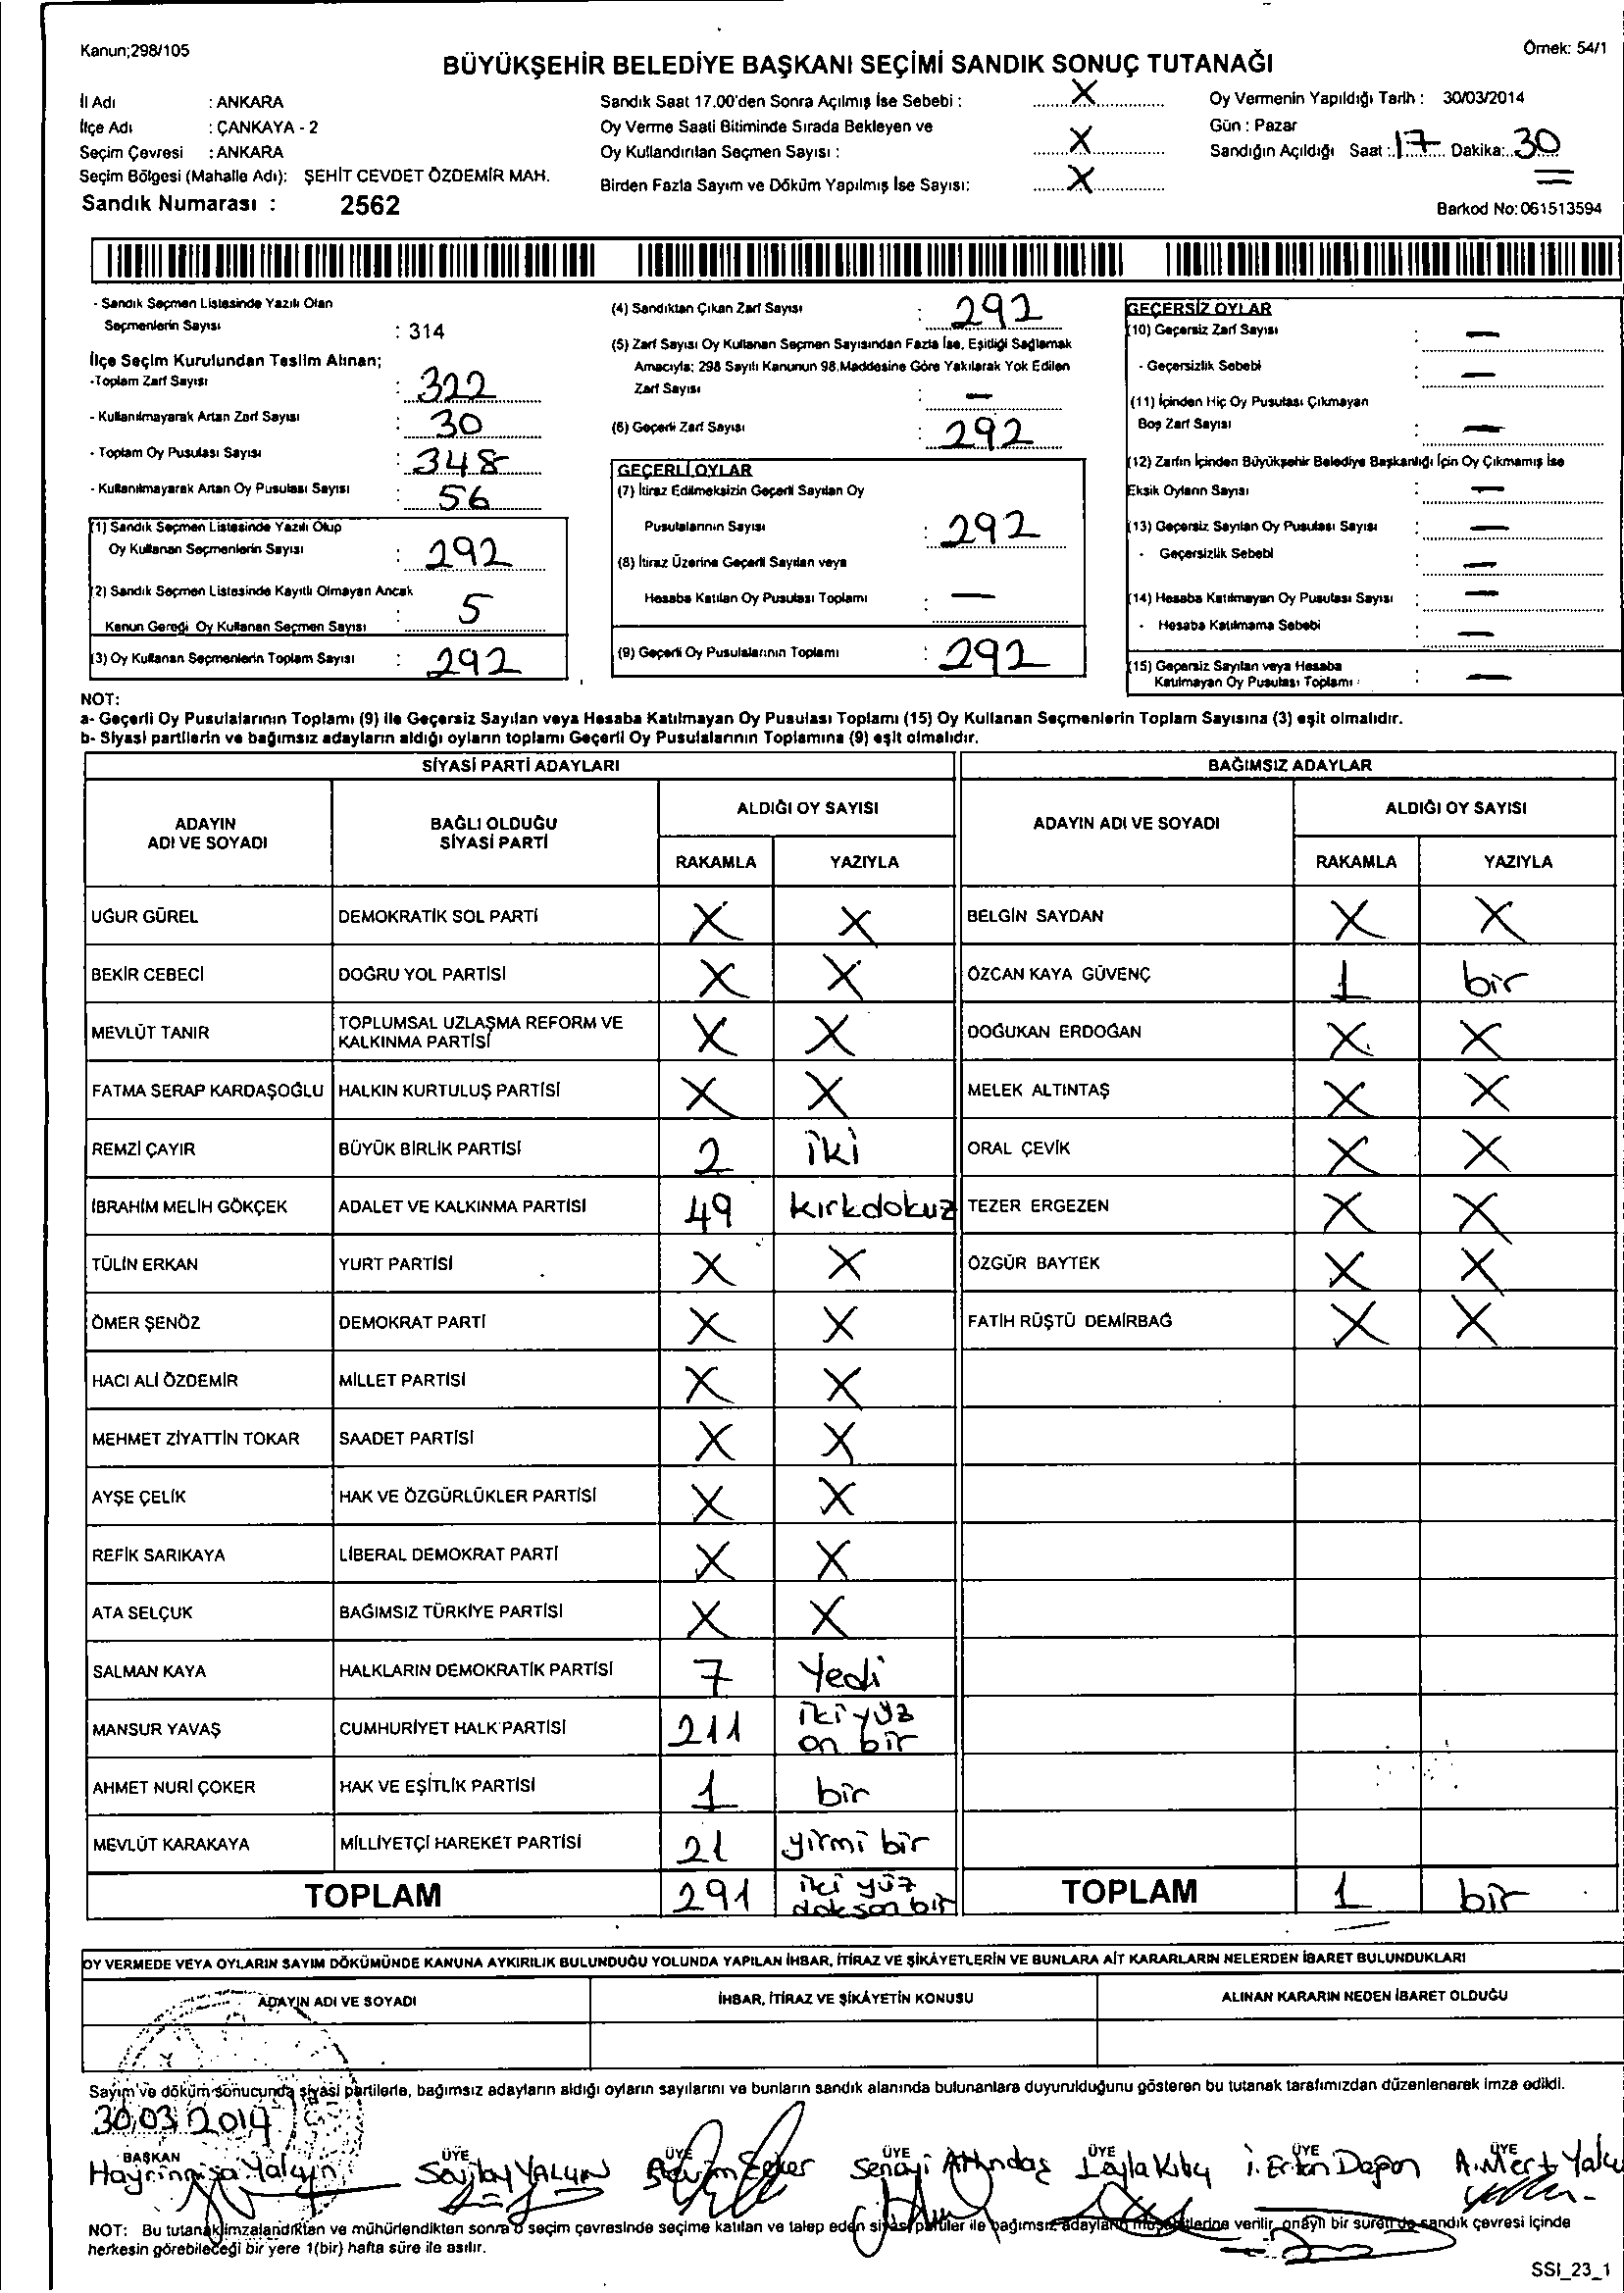 Kanun;298/105
Örnek: 54/1
BÜYÜKŞEHİR BELEDİYE BAŞKANI SEÇİMİ SANDIK SONUÇ TUTANAĞI
İl Adı : ANKARA
İlçe Adı : ÇANKAYA - 2
Seçim Çevresi : ANKARA
Seçim Bölgesi (Mahalle Adı): ŞEHİT CEVDET ÖZDEMİR MAH.
Sandık Numarası : 2562
Sandık Saat 17.00'den Sonra Açılmış İse Sebebi : X
Oy Verme Saati Bitiminde Sırada Bekleyen ve
Oy Kullandırılan Seçmen Sayısı : X
Birden Fazla Sayım ve Döküm Yapılmış İse Sayısı: X
Oy Vermenin Yapıldığı Tarih : 30/03/2014
Gün : Pazar
Sandığın Açıldığı Saat : 17 Dakika: 30
Barkod No: 061513594
- Sandık Seçmen Listesinde Yazılı Olan
Seçmenlerin Sayısı : 314
İlçe Seçim Kurulundan Teslim Alınan;
-Toplam Zarf Sayısı : 322
- Kullanılmayarak Artan Zarf Sayısı : 30
- Toplam Oy Pusulası Sayısı : 348
- Kullanılmayarak Artan Oy Pusulası Sayısı : 56
(1) Sandık Seçmen Listesinde Yazılı Olup
Oy Kullanan Seçmenlerin Sayısı : 292
(2) Sandık Seçmen Listesinde Kayıtlı Olmayan Ancak
Kanun Gereği Oy Kullanan Seçmen Sayısı : 5
(3) Oy Kullanan Seçmenlerin Toplam Sayısı : 292
(4) Sandıktan Çıkan Zarf Sayısı : 292
(5) Zarf Sayısı Oy Kullanan Seçmen Sayısından Fazla İse, Eşitliği Sağlamak
Amacıyla; 298 Sayılı Kanunun 98.Maddesine Göre Yakılarak Yok Edilen
Zarf Sayısı : -
(6) Geçerli Zarf Sayısı : 292
GEÇERLİ OYLAR
(7) İtiraz Edilmeksizin Geçerli Sayılan Oy
Pusulalarının Sayısı : 292
(8) İtiraz Üzerine Geçerli Sayılan veya
Hesaba Katılan Oy Pusulası Toplamı : -
(9) Geçerli Oy Pusulalarının Toplamı : 292
GEÇERSİZ OYLAR
(10) Geçersiz Zarf Sayısı : -
- Geçersizlik Sebebi : -
(11) İçinden Hiç Oy Pusulası Çıkmayan
Boş Zarf Sayısı : -
(12) Zarfın İçinden Büyükşehir Belediye Başkanlığı İçin Oy Çıkmamış İse
Eksik Oyların Sayısı : -
(13) Geçersiz Sayılan Oy Pusulası Sayısı : -
- Geçersizlik Sebebi : -
(14) Hesaba Katılmayan Oy Pusulası Sayısı : -
- Hesaba Katılmama Sebebi : -
(15) Geçersiz Sayılan veya Hesaba
Katılmayan Oy Pusulası Toplamı : -
NOT:
a- Geçerli Oy Pusulalarının Toplamı (9) ile Geçersiz Sayılan veya Hesaba Katılmayan Oy Pusulası Toplamı (15) Oy Kullanan Seçmenlerin Toplam Sayısına (3) eşit olmalıdır.
b- Siyasi partilerin ve bağımsız adayların aldığı oyların toplamı Geçerli Oy Pusulalarının Toplamına (9) eşit olmalıdır.
SİYASİ PARTİ ADAYLARI
BAĞIMSIZ ADAYLAR
ADAYIN ADI VE SOYADI
BAĞLI OLDUĞU SİYASİ PARTİ
ALDIĞI OY SAYISI
ADAYIN ADI VE SOYADI
ALDIĞI OY SAYISI
RAKAMLA YAZIYLA RAKAMLA YAZIYLA
UĞUR GÜREL DEMOKRATİK SOL PARTİ X X BELGİN SAYDAN X X
BEKİR CEBECİ DOĞRU YOL PARTİSİ X X ÖZCAN KAYA GÜVENÇ 1 bir
MEVLÜT TANIR TOPLUMSAL UZLAŞMA REFORM VE KALKINMA PARTİSİ X X DOĞUKAN ERDOĞAN X X
FATMA SERAP KARDAŞOĞLU HALKIN KURTULUŞ PARTİSİ X X MELEK ALTINTAŞ X X
REMZİ ÇAYIR BÜYÜK BİRLİK PARTİSİ 2 iki ORAL ÇEVİK X X
İBRAHİM MELİH GÖKÇEK ADALET VE KALKINMA PARTİSİ 49 kırkdokuz TEZER ERGEZEN X X
TÜLİN ERKAN YURT PARTİSİ X X ÖZGÜR BAYTEK X X
ÖMER ŞENÖZ DEMOKRAT PARTİ X X FATİH RÜŞTÜ DEMİRBAĞ X X
HACI ALİ ÖZDEMİR MİLLET PARTİSİ X X
MEHMET ZİYATTİN TOKAR SAADET PARTİSİ X X
AYŞE ÇELİK HAK VE ÖZGÜRLÜKLER PARTİSİ X X
REFİK SARIKAYA LİBERAL DEMOKRAT PARTİ X X
ATA SELÇUK BAĞIMSIZ TÜRKİYE PARTİSİ X X
SALMAN KAYA HALKLARIN DEMOKRATİK PARTİSİ 7 Yedi
MANSUR YAVAŞ CUMHURİYET HALK PARTİSİ 211 iki yüz on bir
AHMET NURİ ÇOKER HAK VE EŞİTLİK PARTİSİ 1 bir
MEVLÜT KARAKAYA MİLLİYETÇİ HAREKET PARTİSİ 21 yirmi bir
TOPLAM 291 iki yüz doksan bir TOPLAM 1 bir
OY VERMEDE VEYA OYLARIN SAYIM DÖKÜMÜNDE KANUNA AYKIRILIK BULUNDUĞU YOLUNDA YAPILAN İHBAR, İTİRAZ VE ŞİKÂYETLERİN VE BUNLARA AİT KARARLARIN NELERDEN İBARET BULUNDUKLARI
ADAYIN ADI VE SOYADI İHBAR, İTİRAZ VE ŞİKÂYETİN KONUSU ALINAN KARARIN NEDEN İBARET OLDUĞU
Sayım ve döküm sonucunda siyasi partilerle, bağımsız adayların aldığı oyların sayılarını ve bunların sandık alanında bulunanlara duyurulduğunu gösteren bu tutanak tarafımızdan düzenlenerek imza edildi.
30.03.2014
BAŞKAN ÜYE ÜYE ÜYE ÜYE ÜYE ÜYE
Hayrinnisa Yalçın YALÇIN Senayi Leyla A.Mert
NOT: Bu tutanak imzalandıktan ve mühürlendikten sonra o seçim çevresinde seçime katılan ve talep eden siyasi partiler ile bağımsız adayların müşahitlerine verilir, onaylı bir sureti de sandık çevresi içinde
herkesin görebileceği bir yere 1(bir) hafta süre ile asılır.
SSI_23_1